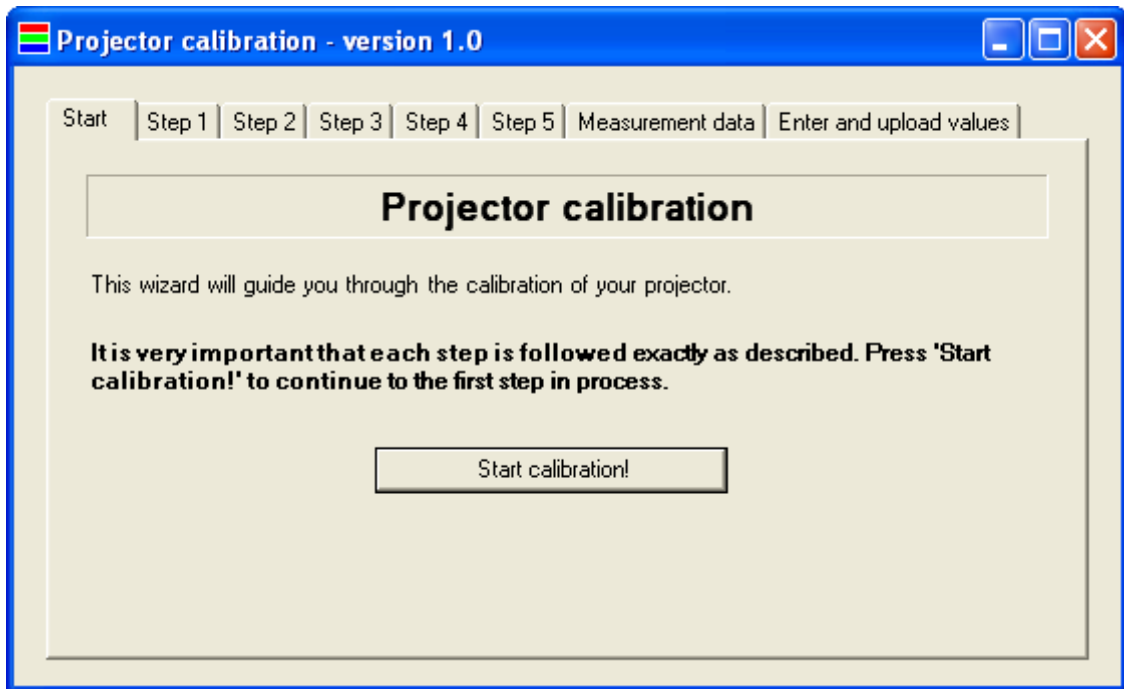 Projector calibration - version 1.0
Start Step 1 Step 2 Step 3 Step 4 Step 5 Measurement data Enter and upload values
Projector calibration
This wizard will guide you through the calibration of your projector.
It is very important that each step is followed exactly as described. Press 'Start
calibration!' to continue to the first step in process.
Start calibration!